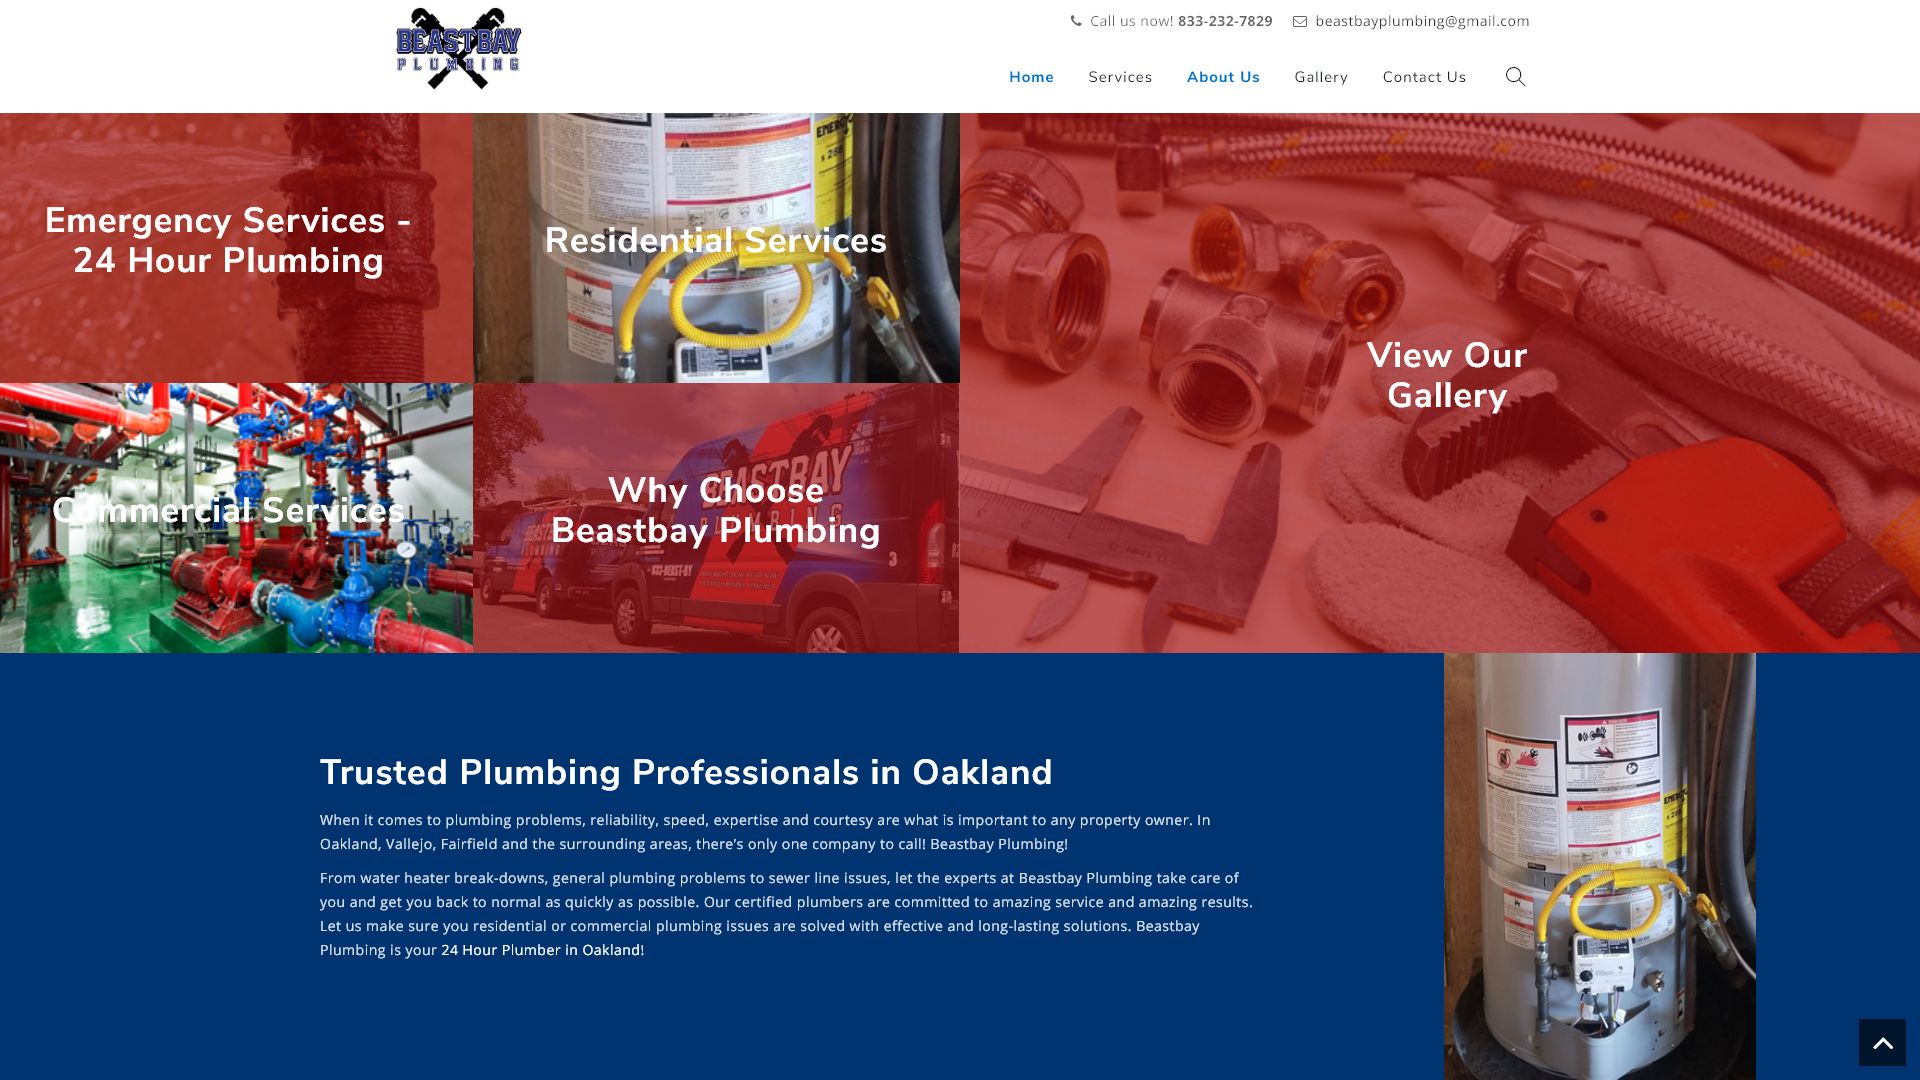 BEASTBAY
PLUMBING
Call us now! 833-232-7829
beastbayplumbing@gmail.com
Home
Services
About Us
Gallery
Contact Us
Emergency Services -
24 Hour Plumbing
Residential Services
View Our
Gallery
Commercial Services
Why Choose
Beastbay Plumbing
BEASTBAY
PLUMBING
833-BEAST-BY
3
Trusted Plumbing Professionals in Oakland
When it comes to plumbing problems, reliability, speed, expertise and courtesy are what is important to any property owner. In
Oakland, Vallejo, Fairfield and the surrounding areas, there's only one company to call! Beastbay Plumbing!
From water heater break-downs, general plumbing problems to sewer line issues, let the experts at Beastbay Plumbing take care of
you and get you back to normal as quickly as possible. Our certified plumbers are committed to amazing service and amazing results.
Let us make sure you residential or commercial plumbing issues are solved with effective and long-lasting solutions. Beastbay
Plumbing is your 24 Hour Plumber in Oakland!